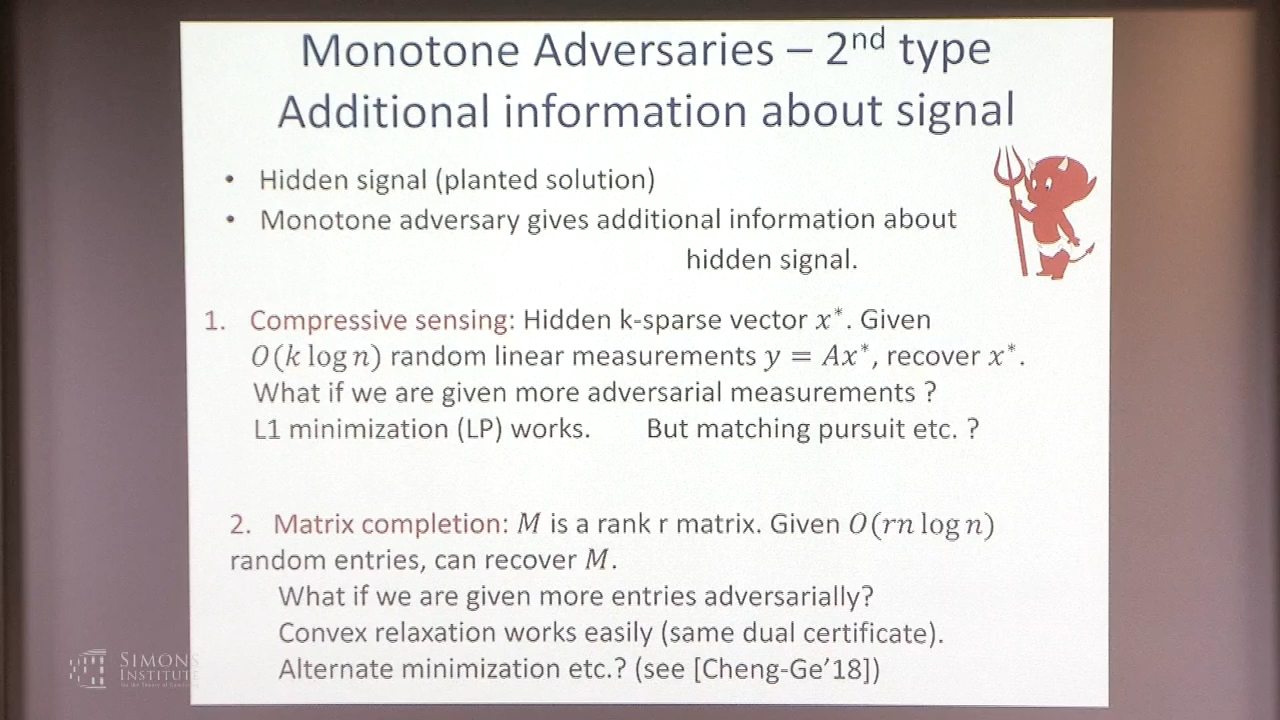 Monotone Adversaries – 2nd type
Additional information about signal
• Hidden signal (planted solution)
• Monotone adversary gives additional information about
hidden signal.
1. Compressive sensing: Hidden k-sparse vector x*. Given
O(k log n) random linear measurements y = Ax*, recover x*.
What if we are given more adversarial measurements ?
L1 minimization (LP) works. But matching pursuit etc. ?
2. Matrix completion: M is a rank r matrix. Given O(rn log n)
random entries, can recover M.
What if we are given more entries adversarially?
Convex relaxation works easily (same dual certificate).
Alternate minimization etc.? (see [Cheng-Ge’18])
SIMONS
INSTITUTE